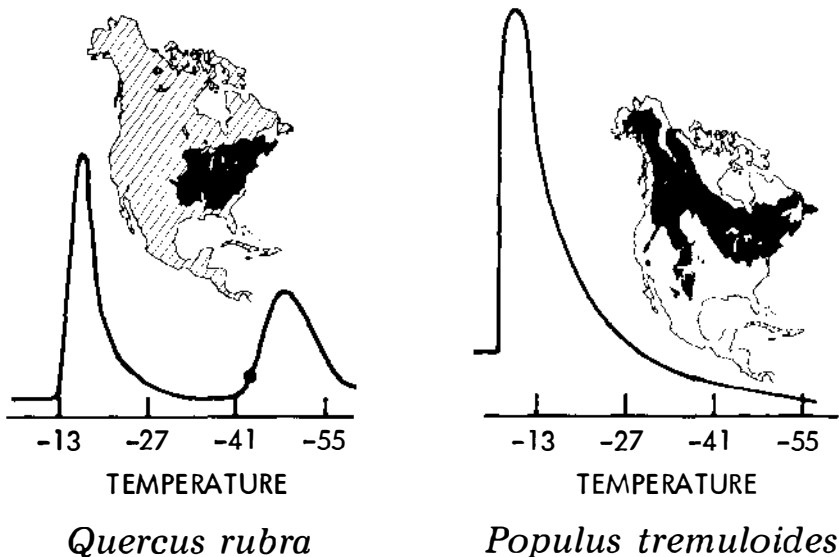 -13 -27 -41 -55
TEMPERATURE
Quercus rubra
-13 -27 -41 -55
TEMPERATURE
Populus tremuloides